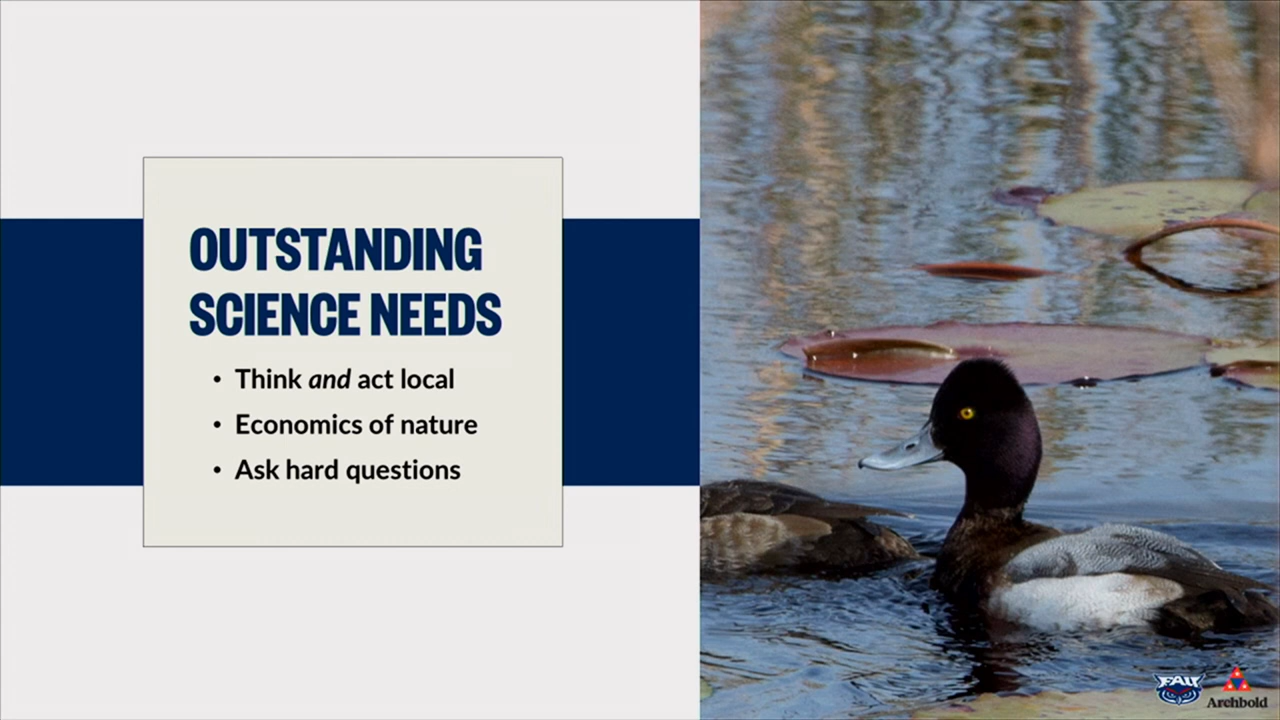 OUTSTANDING
SCIENCE NEEDS
• Think and act local
• Economics of nature
• Ask hard questions
FAU
Archbold